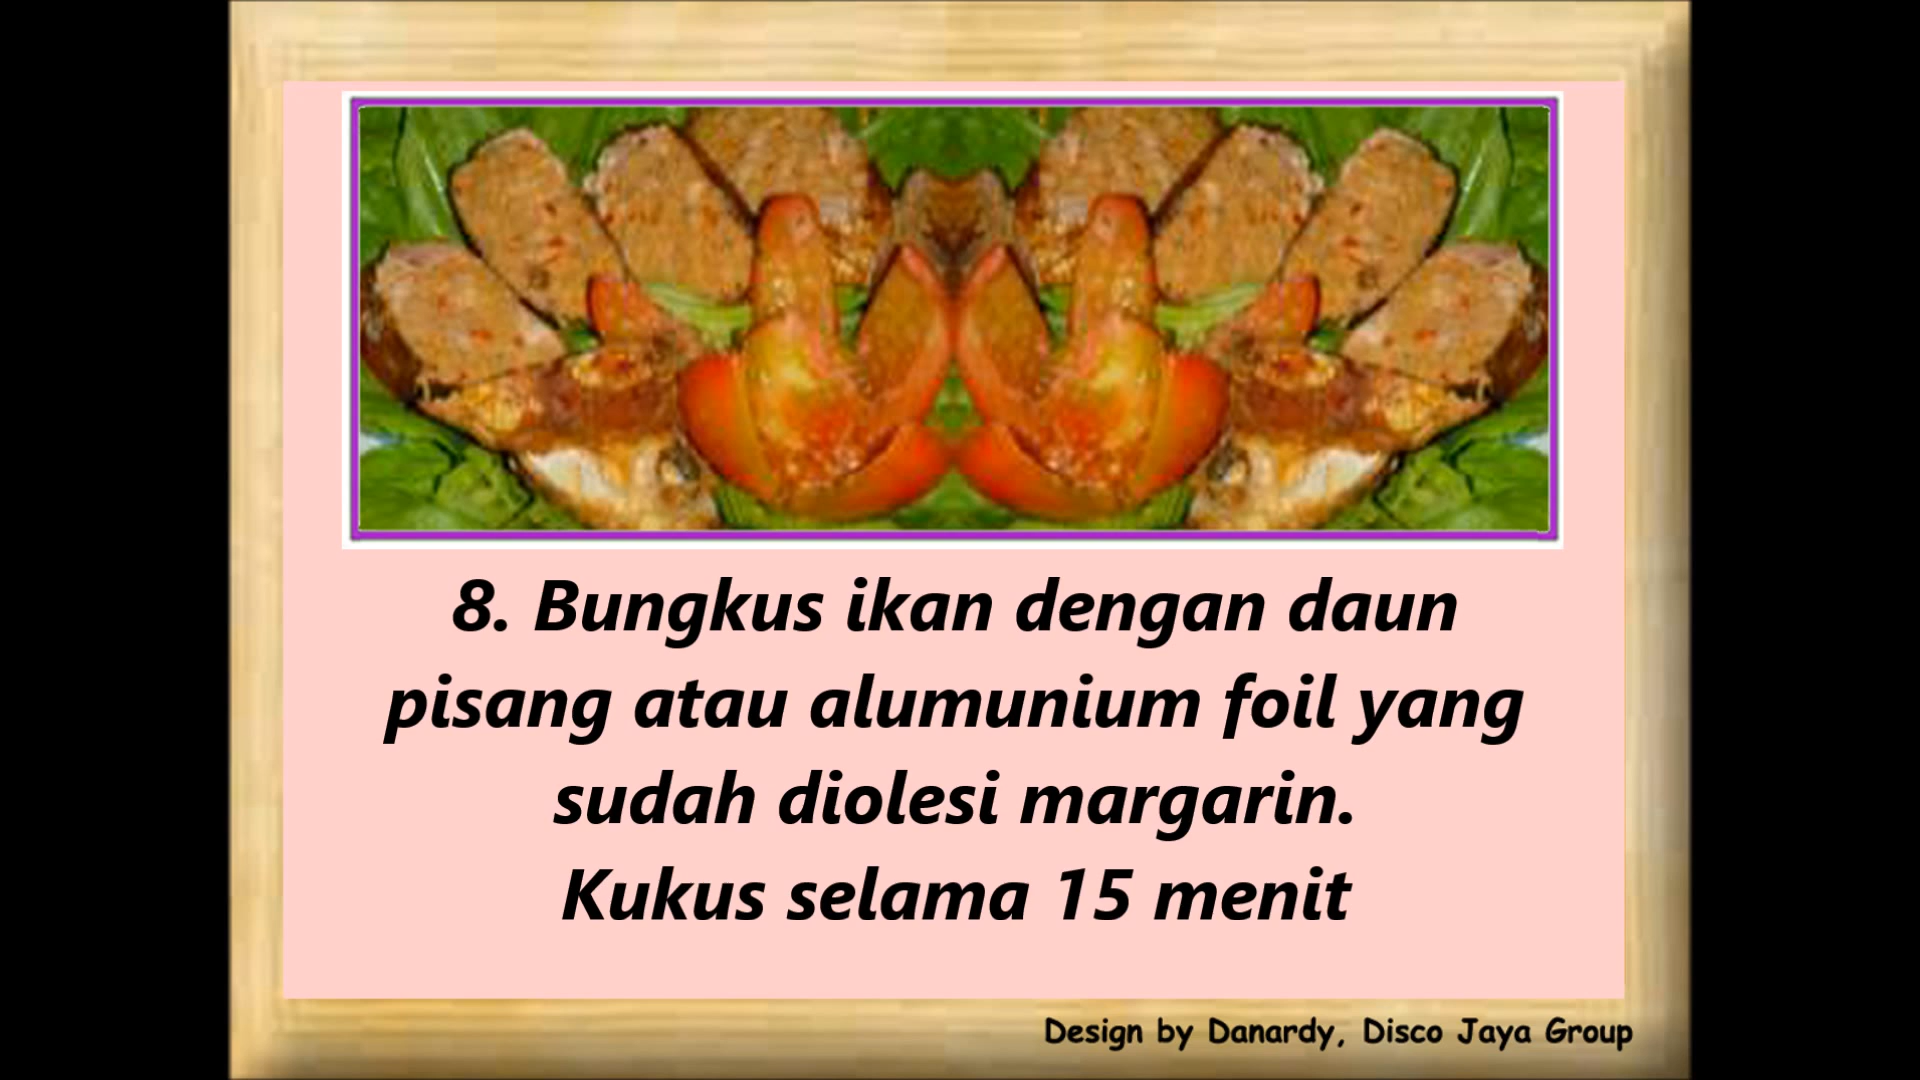 8. Bungkus ikan dengan daun
pisang atau alumunium foil yang
sudah diolesi margarin.
Kukus selama 15 menit
Design by Danardy, Disco Jaya Group